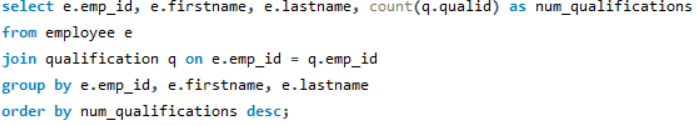 select e.emp_id, e.firstname, e.lastname, count(q.qualid) as num_qualifications
from employee e
join qualification q on e.emp_id = q.emp_id
group by e.emp_id, e.firstname, e.lastname
order by num_qualifications desc;